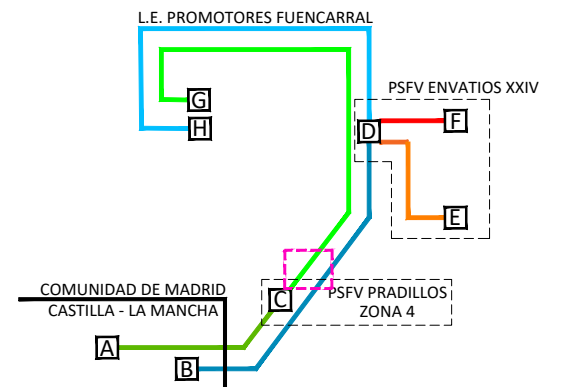 L.E. PROMOTORES FUENCARRAL
PSFV ENVATIOS XXIV
G
H
F
D
E
COMUNIDAD DE MADRID
CASTILLA - LA MANCHA
C
PSFV PRADILLOS
ZONA 4
A
B